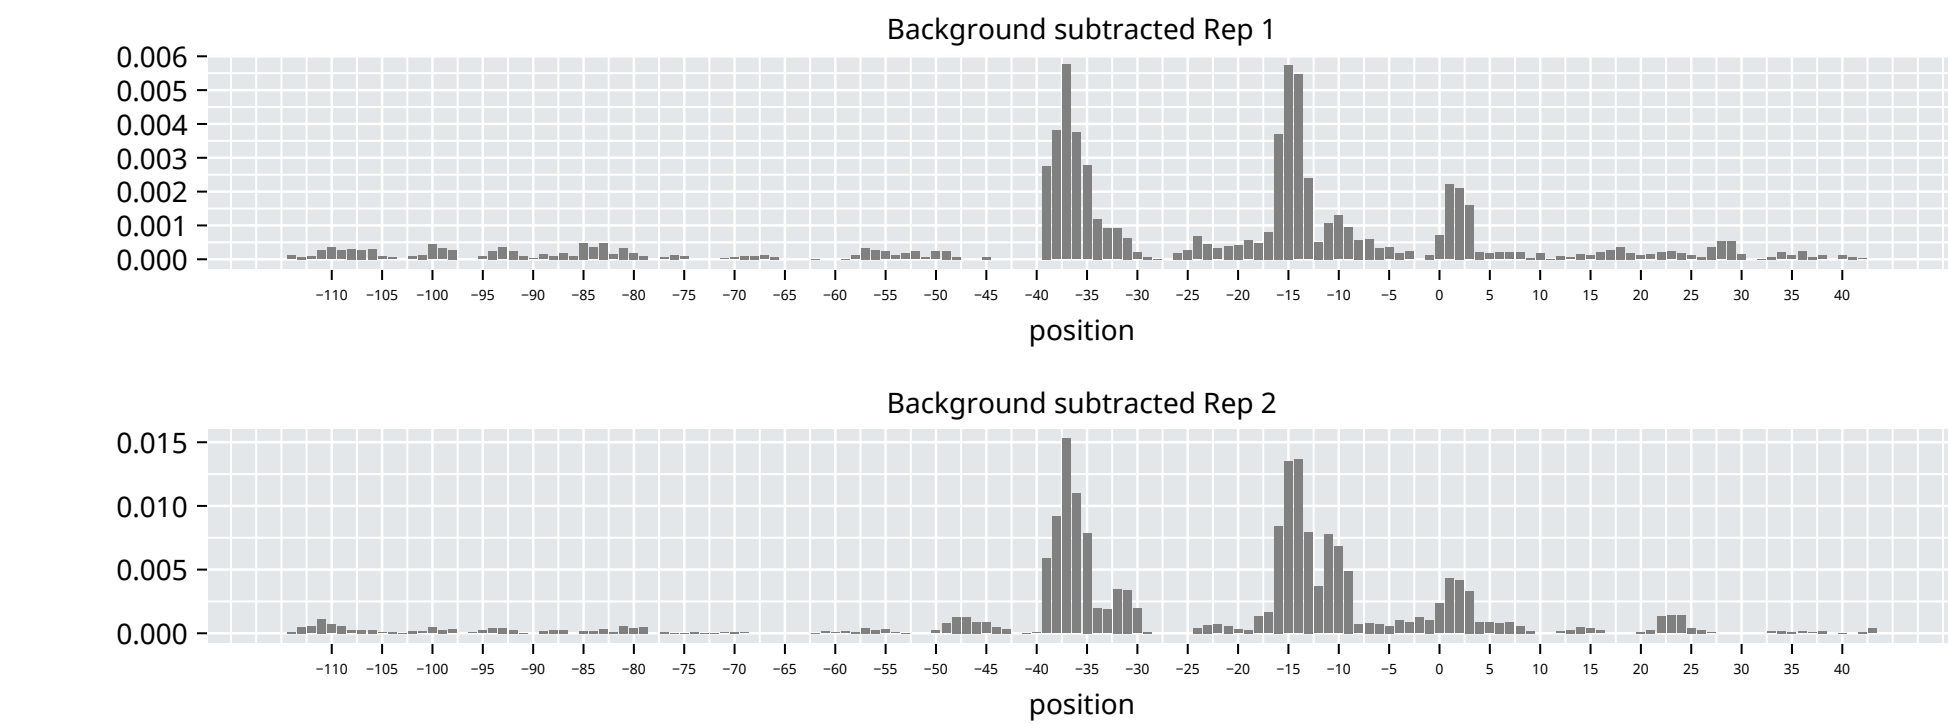 Background subtracted Rep 1
0.006
0.005
0.004
0.003
0.002
0.001
0.000
−110 −105 −100 −95 −90 −85 −80 −75 −70 −65 −60 −55 −50 −45 −40 −35 −30 −25 −20 −15 −10 −5 0 5 10 15 20 25 30 35 40
position
Background subtracted Rep 2
0.015
0.010
0.005
0.000
−110 −105 −100 −95 −90 −85 −80 −75 −70 −65 −60 −55 −50 −45 −40 −35 −30 −25 −20 −15 −10 −5 0 5 10 15 20 25 30 35 40
position